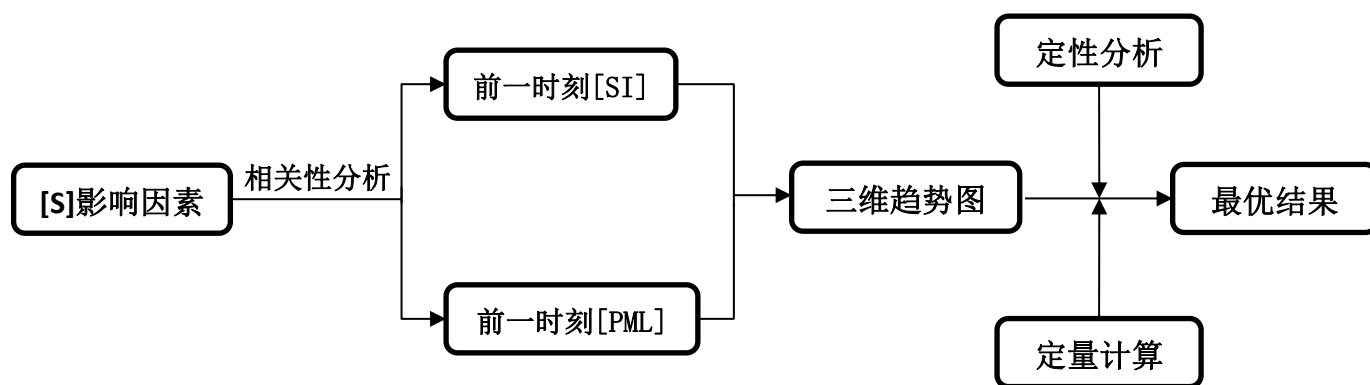 [S]影响因素
相关性分析
前一时刻[SI]
前一时刻[PML]
三维趋势图
定性分析
定量计算
最优结果